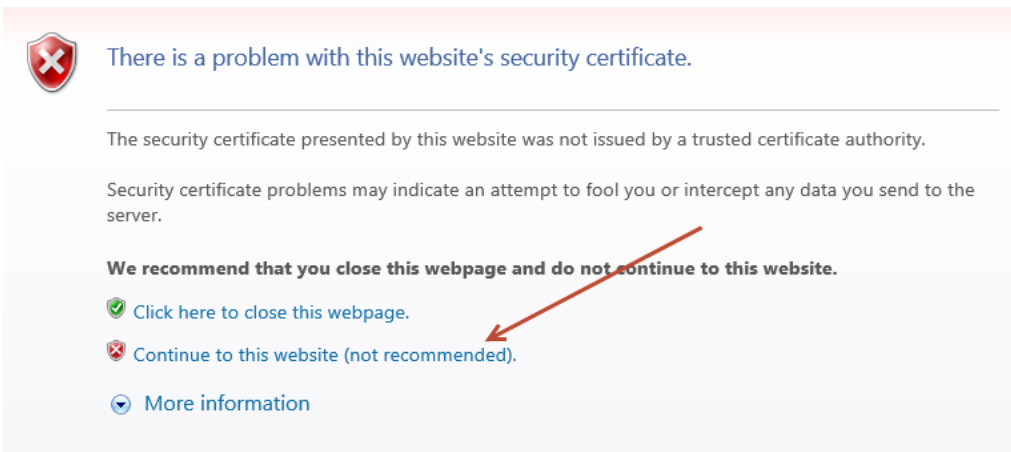 There is a problem with this website's security certificate.
The security certificate presented by this website was not issued by a trusted certificate authority.
Security certificate problems may indicate an attempt to fool you or intercept any data you send to the
server.
We recommend that you close this webpage and do not continue to this website.
Click here to close this webpage.
Continue to this website (not recommended).
More information